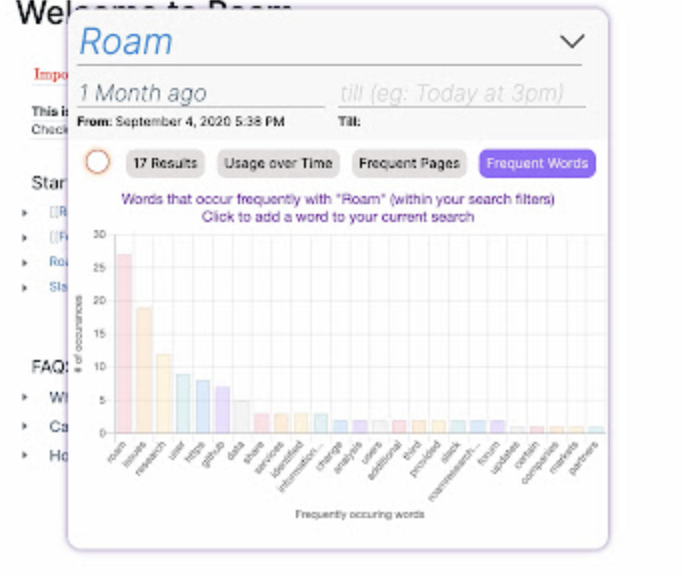 Welcome to Roam
Roam
Impo
1 Month ago
till (eg: Today at 3pm)
This is
From: September 4, 2020 5:38 PM
Till:
Check
17 Results
Usage over Time
Frequent Pages
Frequent Words
Star
Words that occur frequently with "Roam" (within your search filters)
Click to add a word to your current search
[[R
[[Fe
Roa
Sla
# of occurances
30
25
20
15
10
5
0
FAQ
Wh
Ca
Ho
roam
issues
research
user
https
github
data
share
services
identified
information...
change
analysis
users
additional
third
provided
slack
roamresearch...
forum
updates
certain
companies
markets
partners
Frequently occuring words